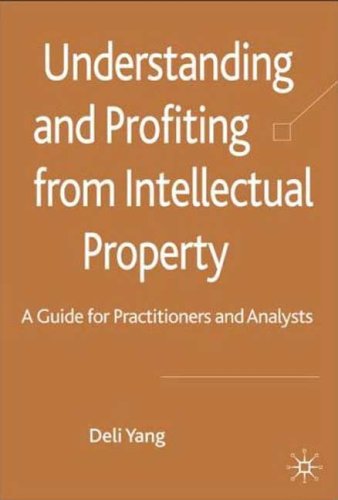 Understanding
and Profiting
from Intellectual
Property
A Guide for Practitioners and Analysts
Deli Yang